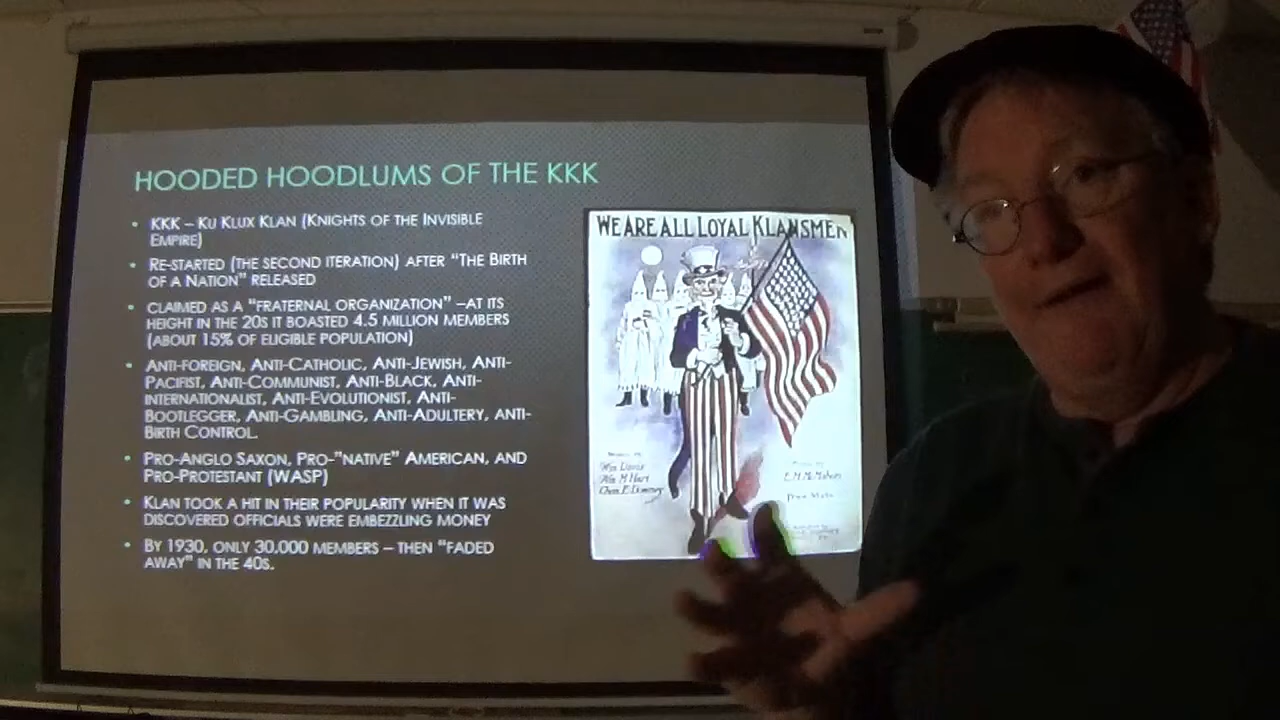 HOODED HOODLUMS OF THE KKK
• KKK – KU KLUX KLAN (KNIGHTS OF THE INVISIBLE
EMPIRE)
• RE-STARTED (THE SECOND ITERATION) AFTER "THE BIRTH
OF A NATION" RELEASED
• CLAIMED AS A "FRATERNAL ORGANIZATION" –AT ITS
HEIGHT IN THE 20S IT BOASTED 4.5 MILLION MEMBERS
(ABOUT 15% OF ELIGIBLE POPULATION)
• ANTI-FOREIGN, ANTI-CATHOLIC, ANTI-JEWISH, ANTI-
PACIFIST, ANTI-COMMUNIST, ANTI-BLACK, ANTI-
INTERNATIONALIST, ANTI-EVOLUTIONIST, ANTI-
BOOTLEGGER, ANTI-GAMBLING, ANTI-ADULTERY, ANTI-
BIRTH CONTROL.
• PRO-ANGLO SAXON, PRO-"NATIVE" AMERICAN, AND
PRO-PROTESTANT (WASP)
• KLAN TOOK A HIT IN THEIR POPULARITY WHEN IT WAS
DISCOVERED OFFICIALS WERE EMBEZZLING MONEY
• BY 1930, ONLY 30,000 MEMBERS – THEN "FADED
AWAY" IN THE 40S.
WE ARE ALL LOYAL KLANSMEN
Wm Davis
Wm M Hart